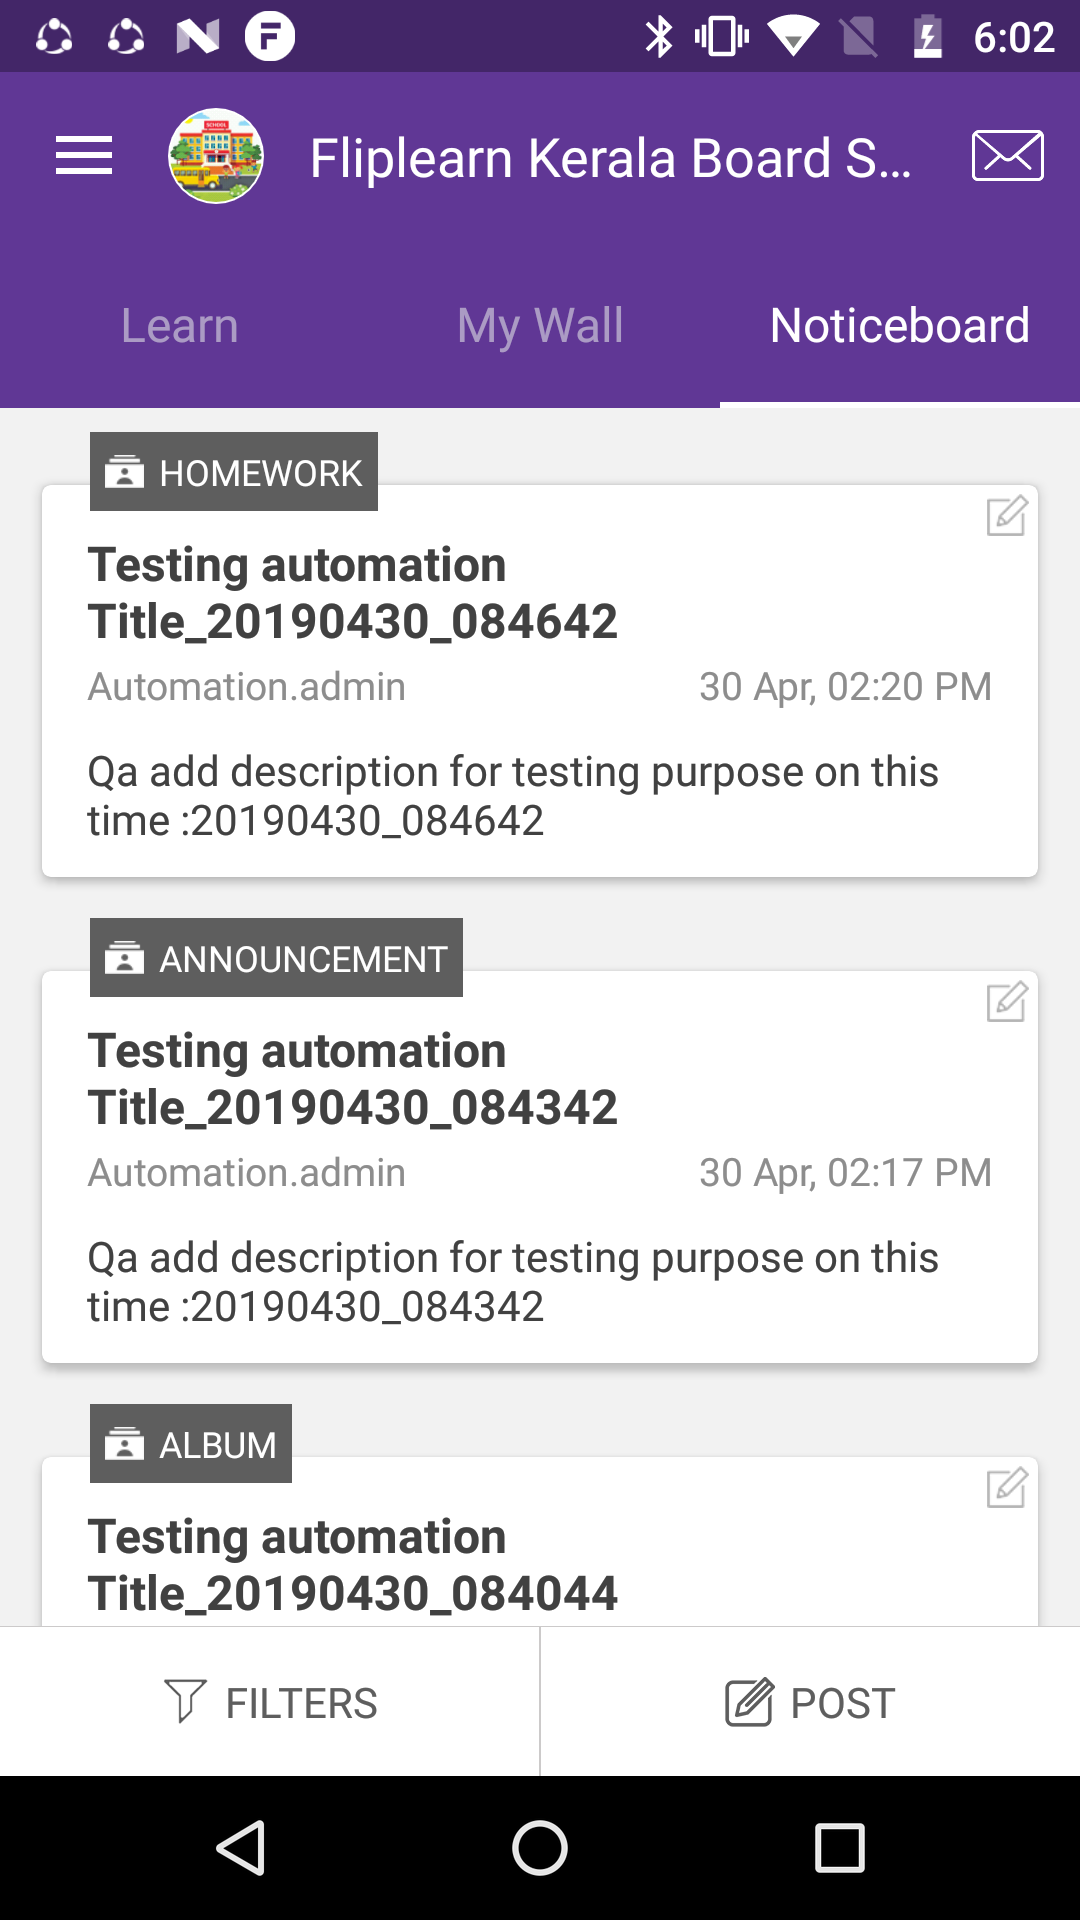 6:02
Fliplearn Kerala Board S...
Learn
My Wall
Noticeboard
HOMEWORK
Testing automation
Title_20190430_084642
Automation.admin
30 Apr, 02:20 PM
Qa add description for testing purpose on this
time :20190430_084642
ANNOUNCEMENT
Testing automation
Title_20190430_084342
Automation.admin
30 Apr, 02:17 PM
Qa add description for testing purpose on this
time :20190430_084342
ALBUM
Testing automation
Title_20190430_084044
FILTERS
POST